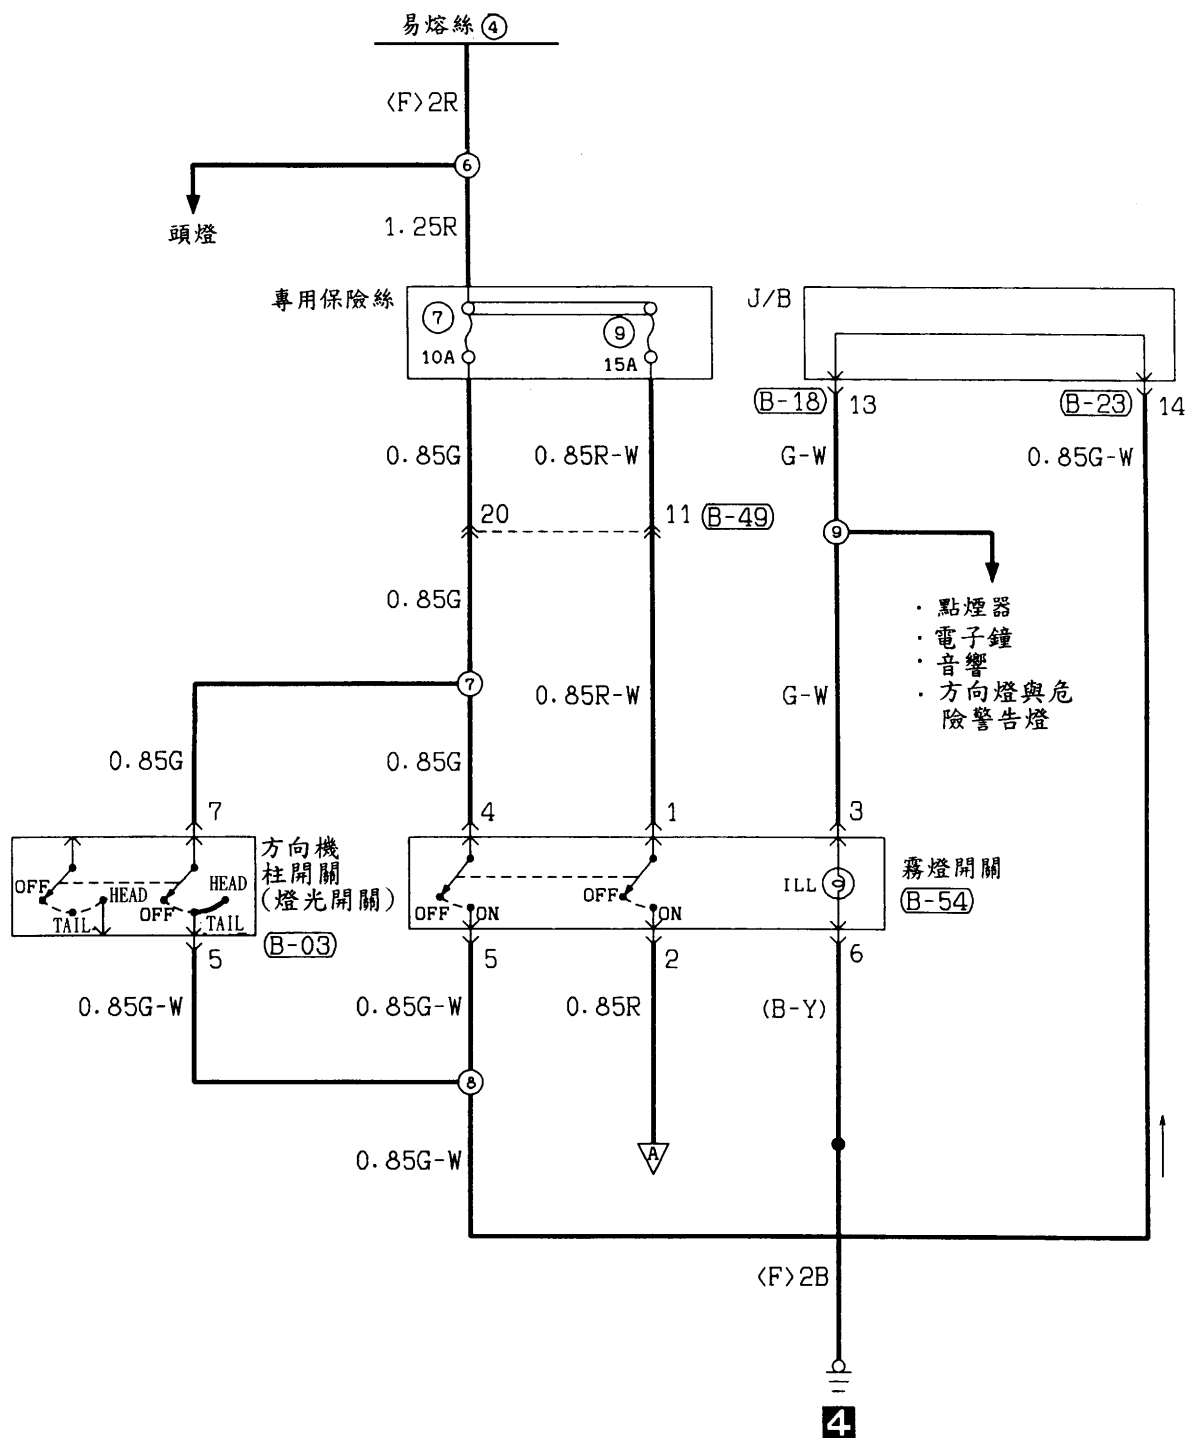 易熔絲④
〈F〉2R
6
頭燈
1.25R
專用保險絲
7
10A
9
15A
J/B
B-18
13
B-23
14
0.85G
0.85R-W
G-W
0.85G-W
20
11
B-49
9
0.85G
· 點煙器
· 電子鐘
· 音響
· 方向燈與危
險警告燈
7
0.85R-W
G-W
0.85G
0.85G
7
4
1
3
OFF
TAIL
HEAD
OFF
HEAD
TAIL
方向機
柱開關
(燈光開關)
B-03
OFF
ON
OFF
ON
ILL
霧燈開關
B-54
5
5
2
6
0.85G-W
0.85G-W
0.85R
(B-Y)
8
0.85G-W
A
〈F〉2B
4